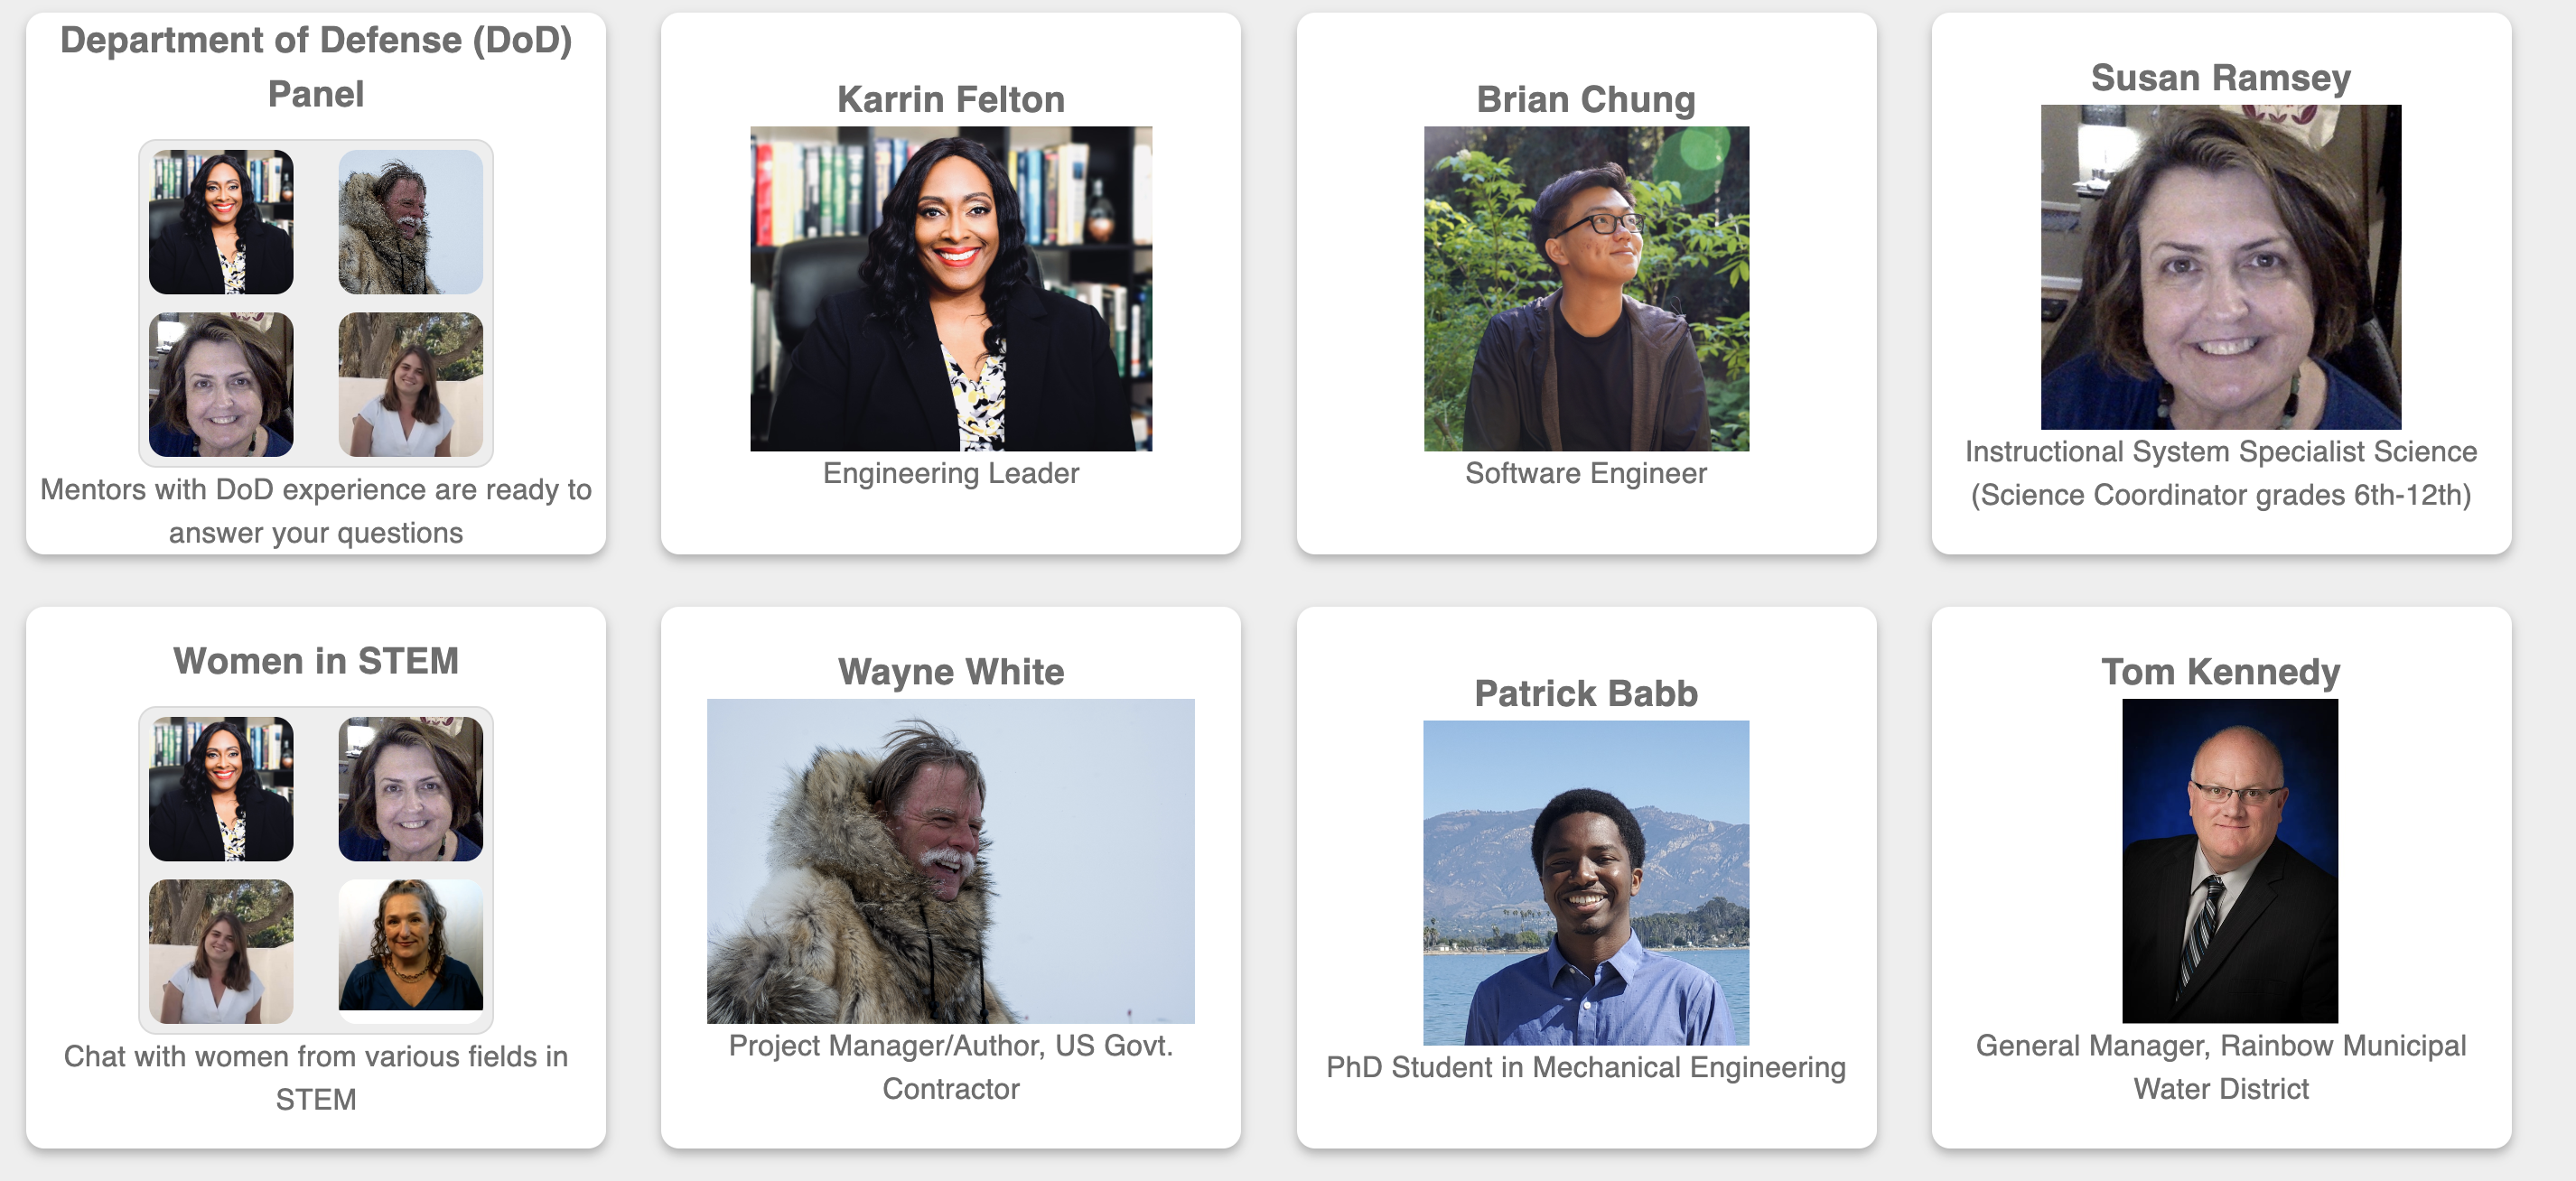 Department of Defense (DoD)
Panel
Mentors with DoD experience are ready to
answer your questions
Karrin Felton
Engineering Leader
Brian Chung
Software Engineer
Susan Ramsey
Instructional System Specialist Science
(Science Coordinator grades 6th-12th)
Women in STEM
Chat with women from various fields in
STEM
Wayne White
Project Manager/Author, US Govt.
Contractor
Patrick Babb
PhD Student in Mechanical Engineering
Tom Kennedy
General Manager, Rainbow Municipal
Water District